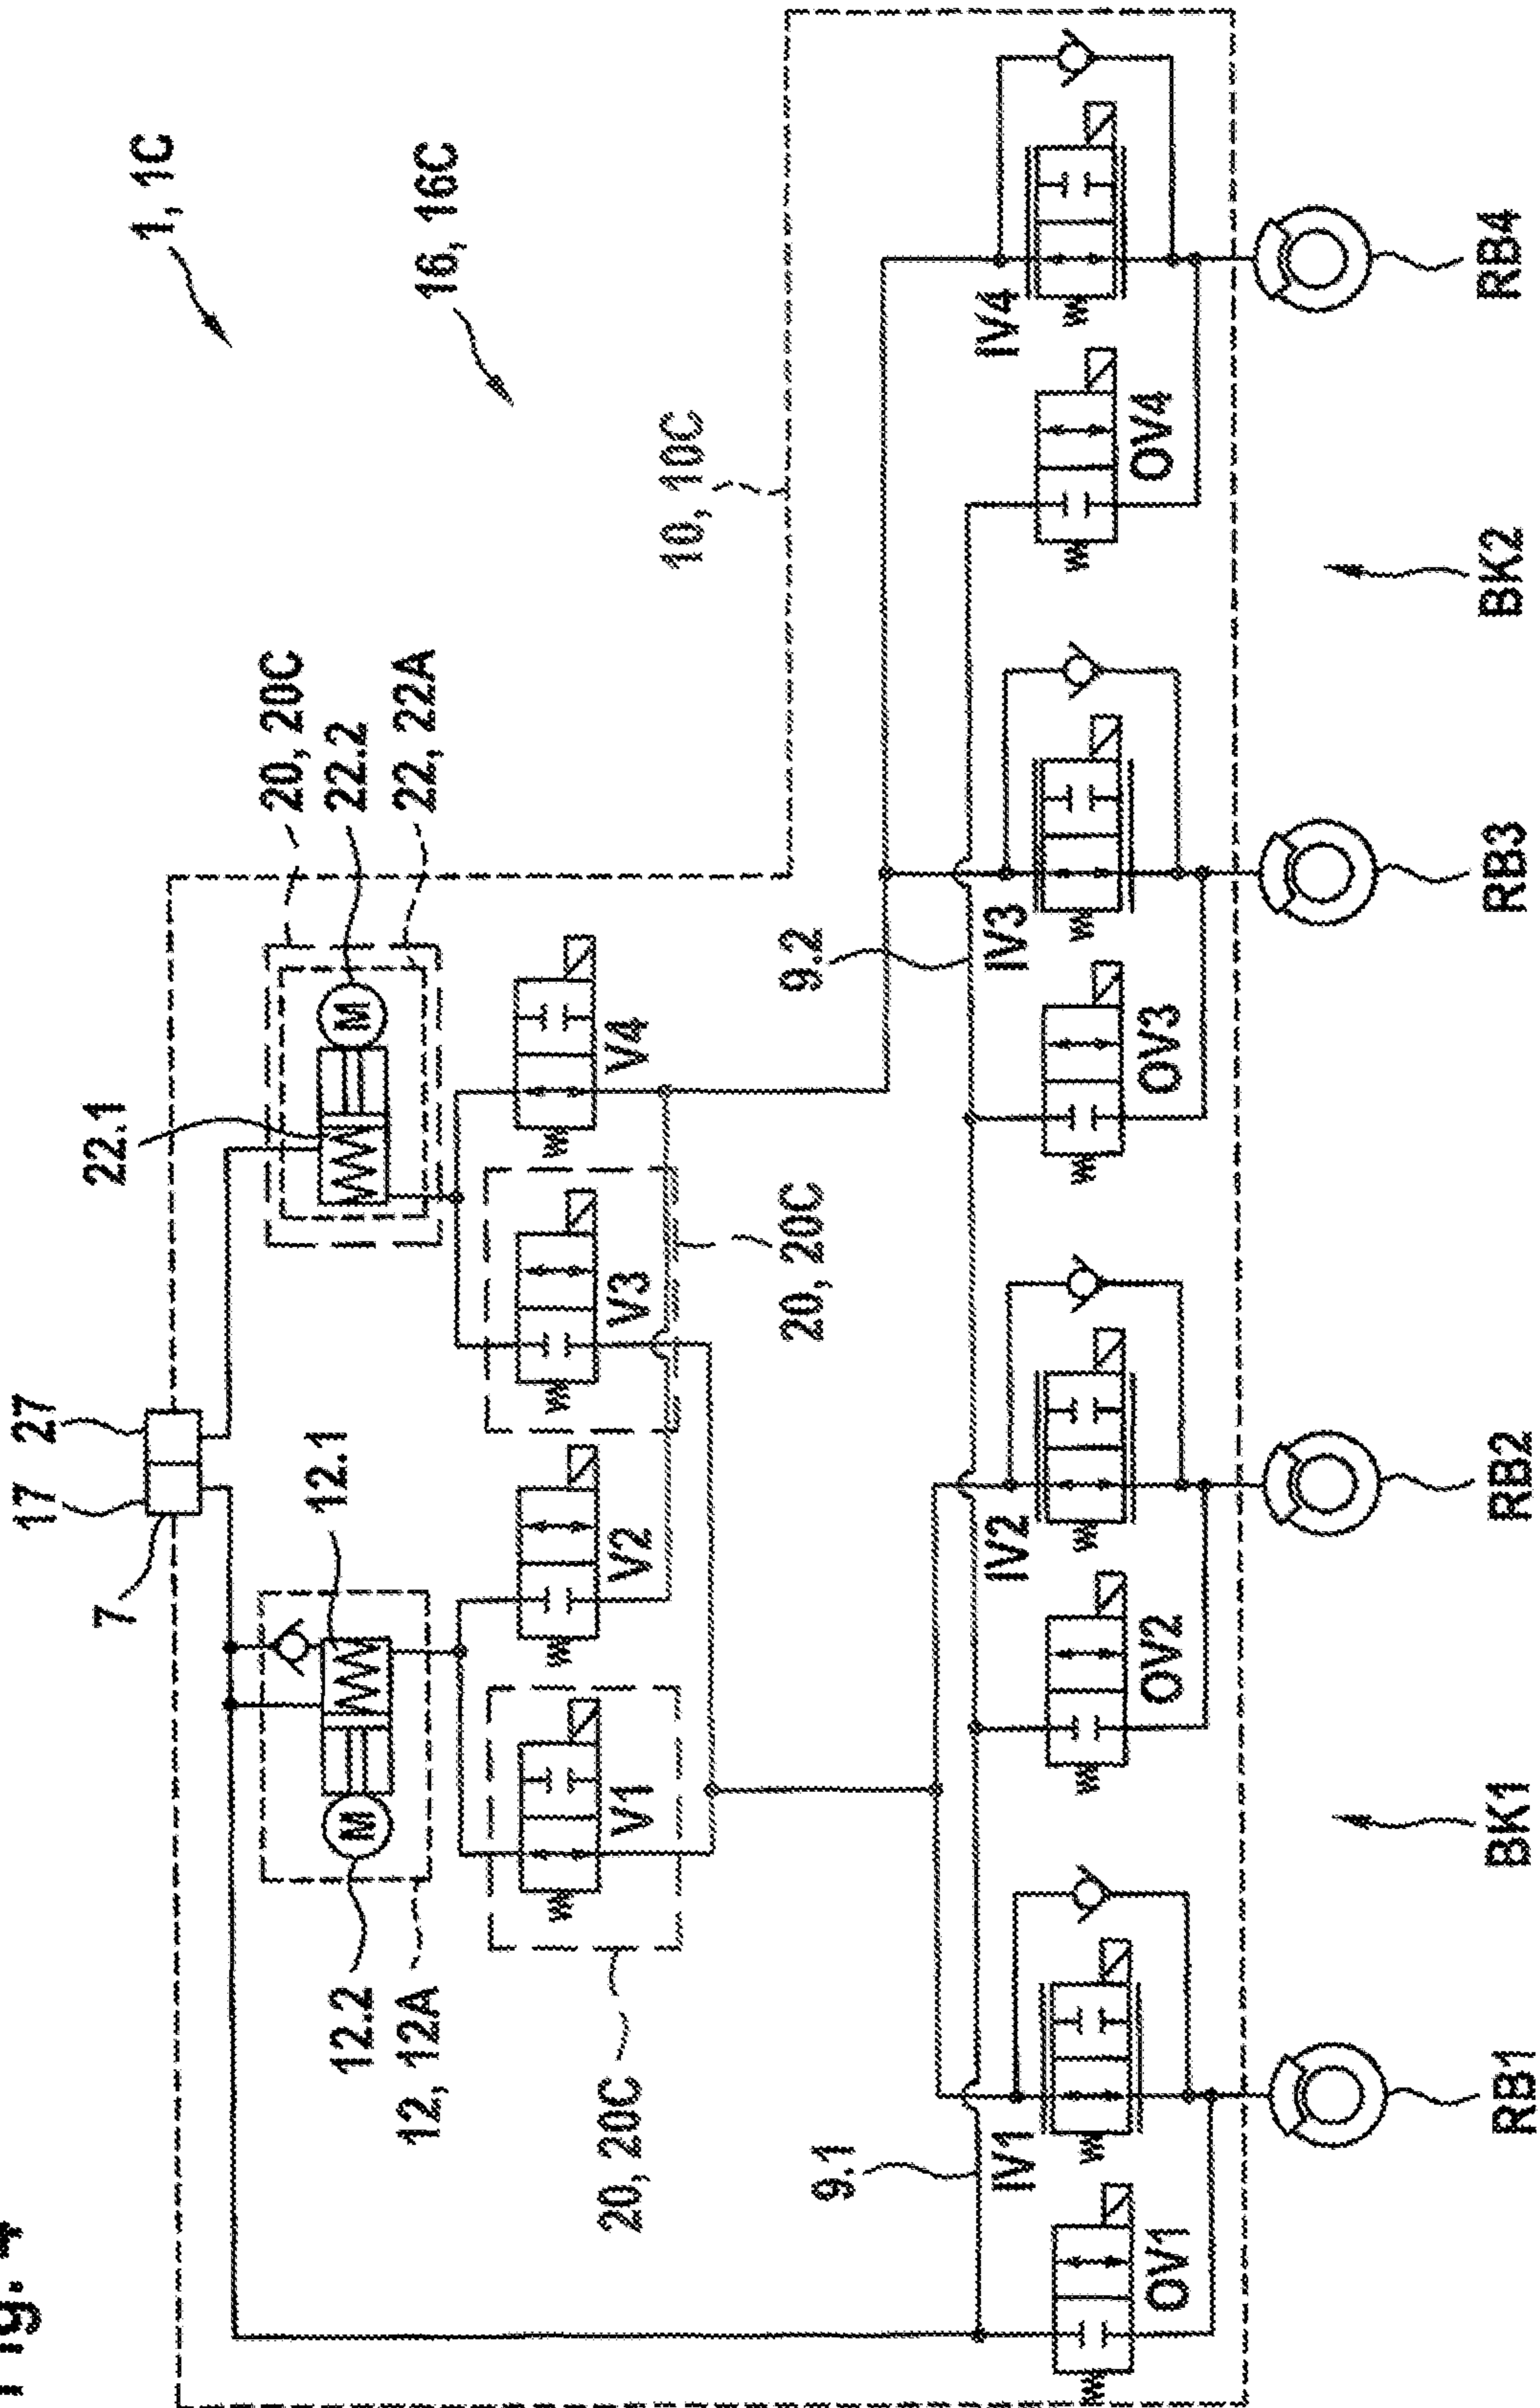 Fig. 4
1, 1C
16, 16C
17
27
7
20, 20C
22.2
22, 22A
22.1
12.1
M
M
12.2
12, 12A
10, 10C
V1
V2
V3
V4
20, 20C
20, 20C
9.1
9.2
IV1
IV2
IV3
IV4
OV1
OV2
OV3
OV4
RB1
BK1
RB2
RB3
BK2
RB4